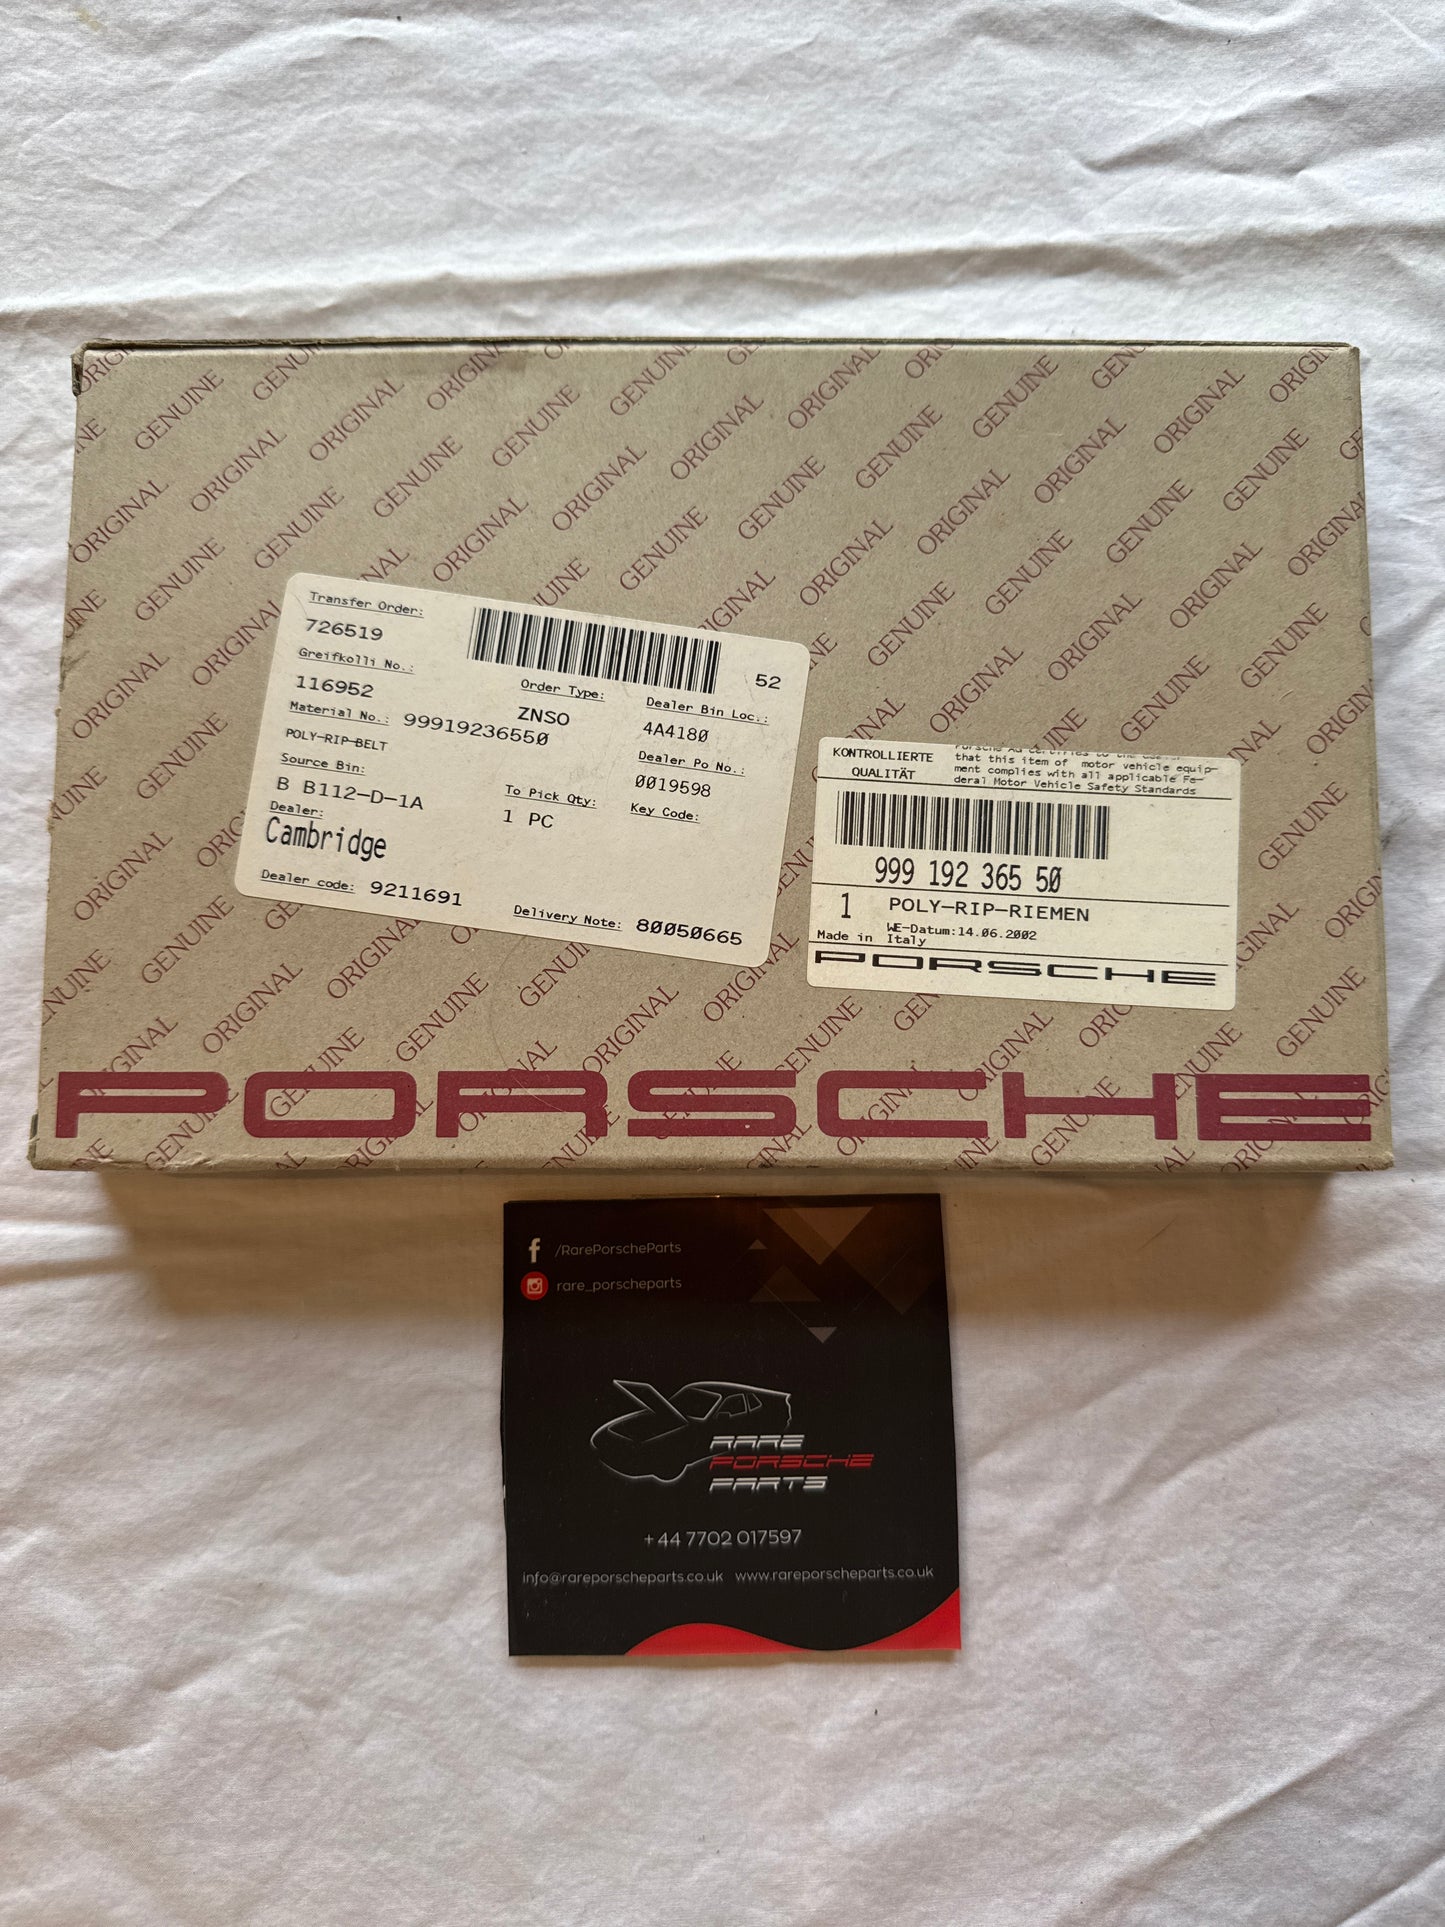 GENUINE ORIGINAL
Transfer Order:
726519
52
Greifkolli No.:
116952
Order Type:
ZNSO
Dealer Bin Loc.:
4A4180
Material No.: 99919236550
POLY-RIP-BELT
Dealer Po No.:
0019598
Source Bin:
B B112-D-1A
To Pick Qty:
1 PC
Key Code:
Dealer:
Cambridge
Dealer code: 9211691
Delivery Note: 80050665
KONTROLLIERTE
QUALITÄT
that this item of motor vehicle equip-
ment complies with all applicable Fe-
deral Motor Vehicle Safety Standards
999 192 365 50
1 POLY-RIP-RIEMEN
WE-Datum:14.06.2002
Made in Italy
PORSCHE
PORSCHE
/RarePorscheParts
rare_porscheparts
RARE
PORSCHE
PARTS
+44 7702 017597
info@rareporscheparts.co.uk www.rareporscheparts.co.uk